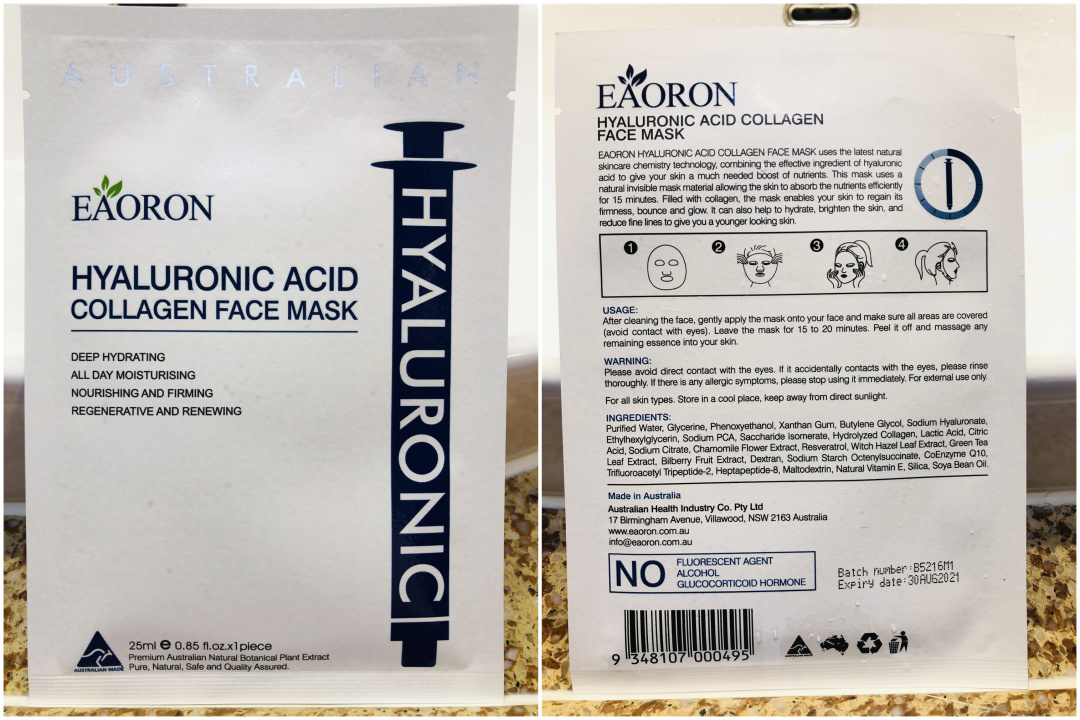 AUSTRALIAN
EAORON
HYALURONIC ACID
COLLAGEN FACE MASK
DEEP HYDRATING
ALL DAY MOISTURISING
NOURISHING AND FIRMING
REGENERATIVE AND RENEWING
HYALURONIC
25ml e 0.85 fl.oz.x1piece
Premium Australian Natural Botanical Plant Extract
Pure, Natural, Safe and Quality Assured.
AUSTRALIAN MADE
EAORON
HYALURONIC ACID COLLAGEN
FACE MASK
EAORON HYALURONIC ACID COLLAGEN FACE MASK uses the latest natural
skincare chemistry technology, combining the effective ingredient of hyaluronic
acid to give your skin a much needed boost of nutrients. This mask uses a
natural invisible mask material allowing the skin to absorb the nutrients efficiently
for 15 minutes. Filled with collagen, the mask enables your skin to regain its
firmness, bounce and glow. It can also help to hydrate, brighten the skin, and
reduce fine lines to give you a younger looking skin.
1 2 3 4
USAGE:
After cleaning the face, gently apply the mask onto your face and make sure all areas are covered
(avoid contact with eyes). Leave the mask for 15 to 20 minutes. Peel it off and massage any
remaining essence into your skin.
WARNING:
Please avoid direct contact with the eyes. If it accidentally contacts with the eyes, please rinse
thoroughly. If there is any allergic symptoms, please stop using it immediately. For external use only.
For all skin types. Store in a cool place, keep away from direct sunlight.
INGREDIENTS:
Purified Water, Glycerine, Phenoxyethanol, Xanthan Gum, Butylene Glycol, Sodium Hyaluronate,
Ethylhexylglycerin, Sodium PCA, Saccharide Isomerate, Hydrolyzed Collagen, Lactic Acid, Citric
Acid, Sodium Citrate, Chamomile Flower Extract, Resveratrol, Witch Hazel Leaf Extract, Green Tea
Leaf Extract, Bilberry Fruit Extract, Dextran, Sodium Starch Octenylsuccinate, CoEnzyme Q10,
Trifluoroacetyl Tripeptide-2, Heptapeptide-8, Maltodextrin, Natural Vitamin E, Silica, Soya Bean Oil.
Made in Australia
Australian Health Industry Co. Pty Ltd
17 Birmingham Avenue, Villawood, NSW 2163 Australia
www.eaoron.com.au
info@eaoron.com.au
NO
FLUORESCENT AGENT
ALCOHOL
GLUCOCORTICOID HORMONE
Batch number:B5216M1
Expiry date:30AUG2021
9 348107 000495